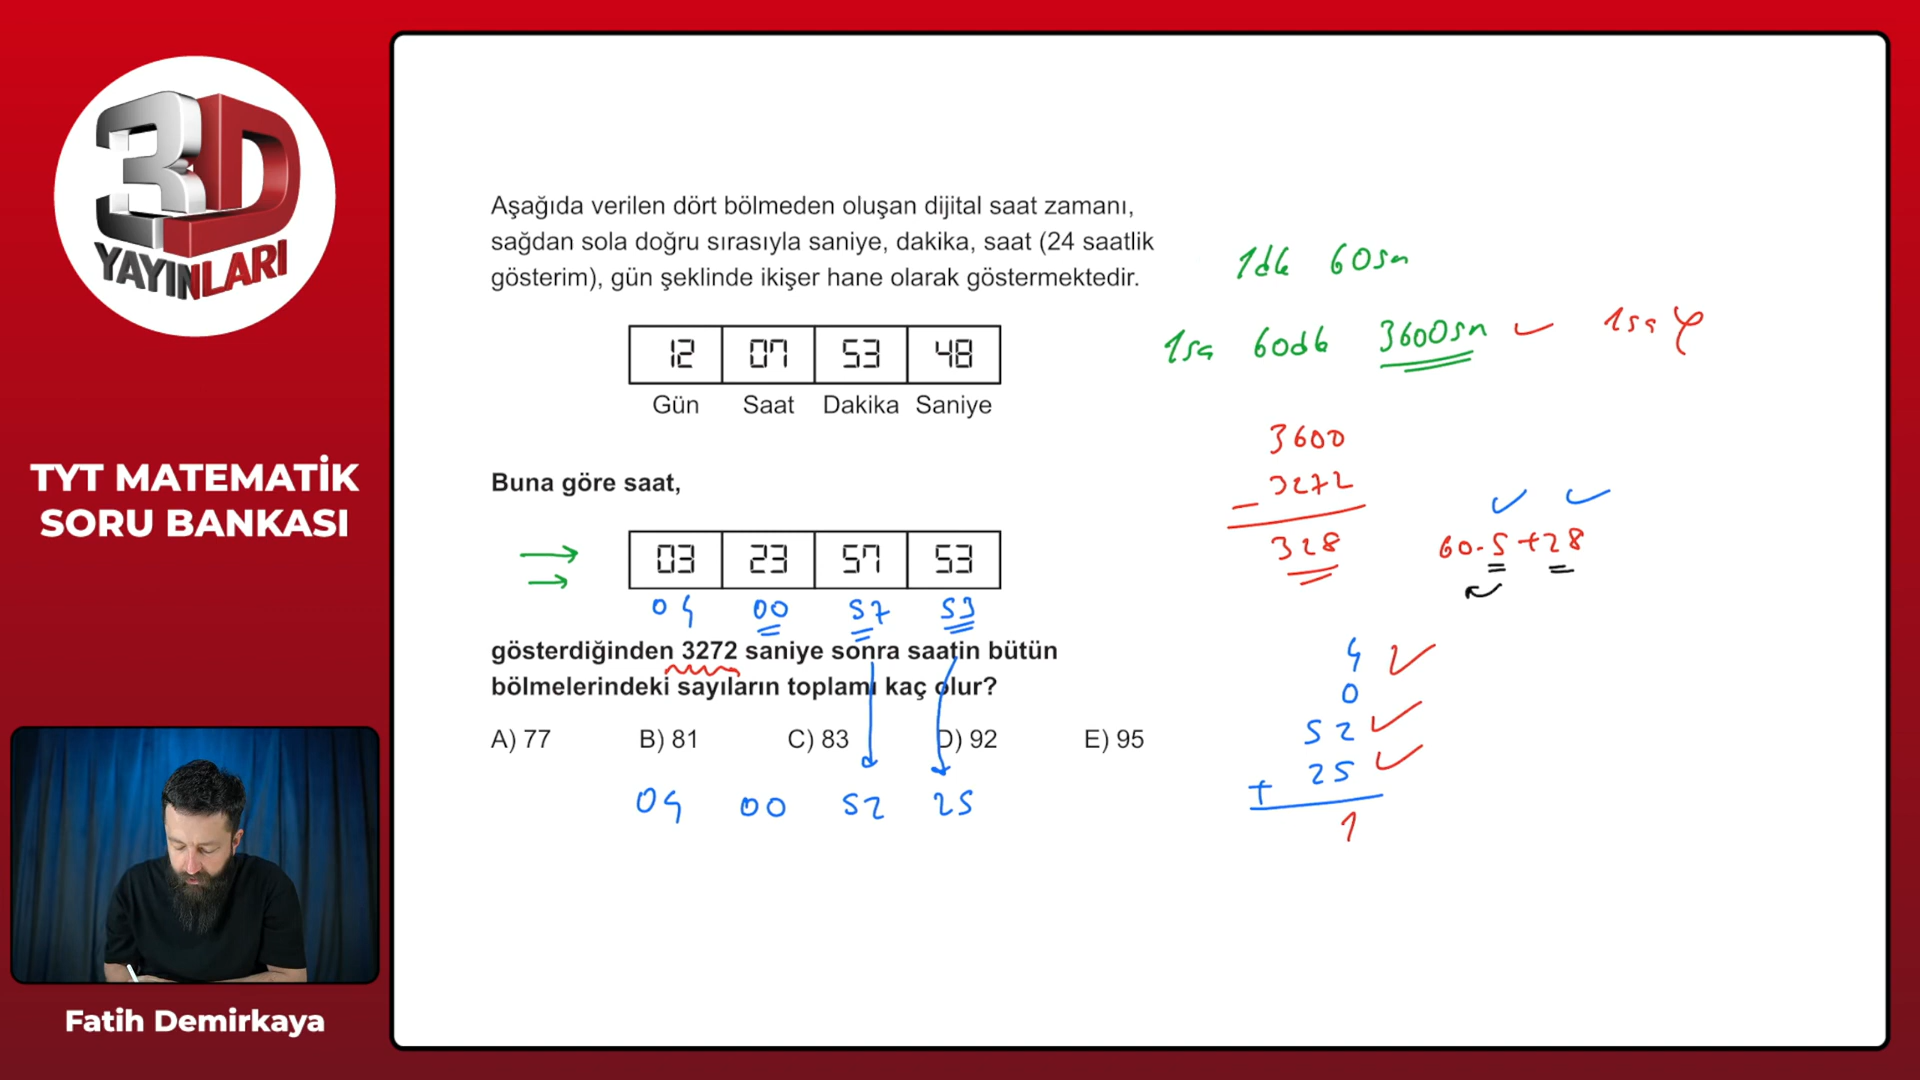 3D
YAYINLARI
TYT MATEMATİK
SORU BANKASI
Fatih Demirkaya
Aşağıda verilen dört bölmeden oluşan dijital saat zamanı,
sağdan sola doğru sırasıyla saniye, dakika, saat (24 saatlik
gösterim), gün şeklinde ikişer hane olarak göstermektedir.
12 07 53 48
Gün Saat Dakika Saniye
Buna göre saat,
03 23 57 53
04 00 57 53
gösterdiğinden 3272 saniye sonra saatin bütün
bölmelerindeki sayıların toplamı kaç olur?
A) 77 B) 81 C) 83 D) 92 E) 95
04 00 52 25
1dk 60sn
1sa 60dk 3600sn 1sa
3600
- 3272
328
60.5+28
4
0
52
+ 25
1